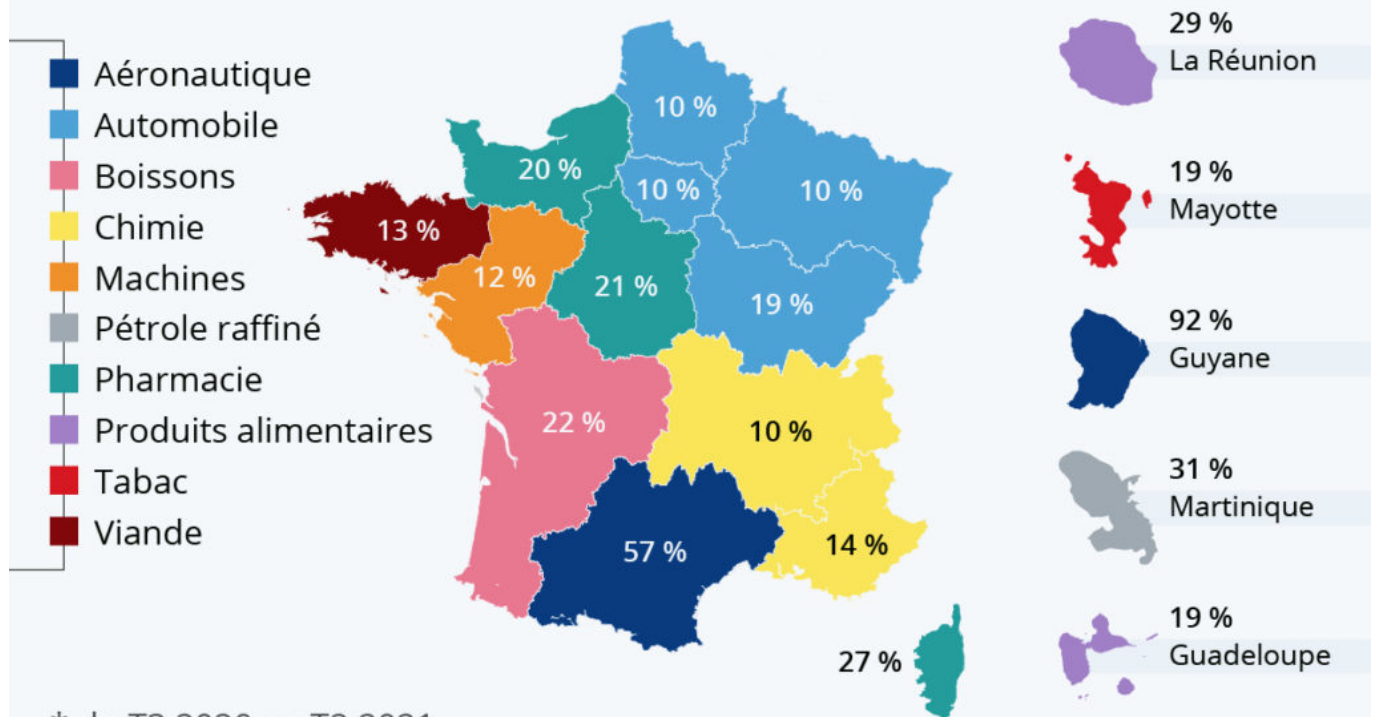 Aéronautique
Automobile
Boissons
Chimie
Machines
Pétrole raffiné
Pharmacie
Produits alimentaires
Tabac
Viande
10 %
20 %
10 %
10 %
13 %
12 %
21 %
19 %
22 %
10 %
57 %
14 %
27 %
29 %
La Réunion
19 %
Mayotte
92 %
Guyane
31 %
Martinique
19 %
Guadeloupe